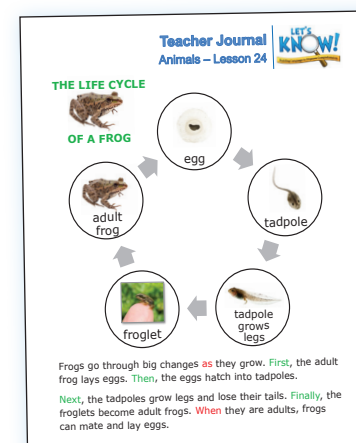 Teacher Journal
Animals – Lesson 24
LET'S
KNOW!
THE LIFE CYCLE
OF A FROG
egg
tadpole
tadpole
grows
legs
froglet
adult
frog
Frogs go through big changes as they grow. First, the adult
frog lays eggs. Then, the eggs hatch into tadpoles.
Next, the tadpoles grow legs and lose their tails. Finally, the
froglets become adult frogs. When they are adults, frogs
can mate and lay eggs.